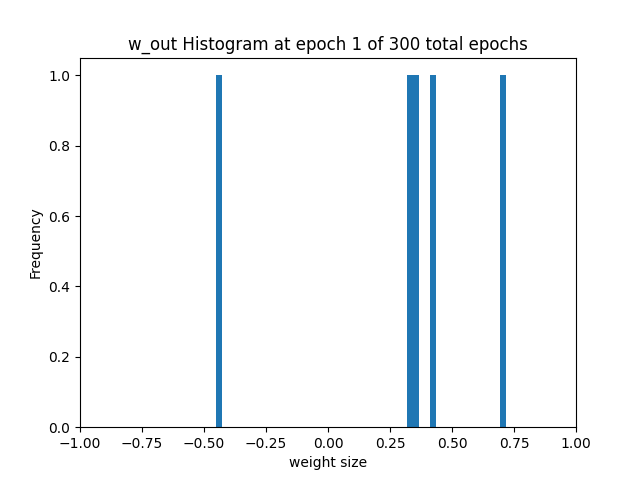 w_out Histogram at epoch 1 of 300 total epochs
1.0
0.8
0.6
0.4
0.2
0.0
Frequency
−1.00 −0.75 −0.50 −0.25 0.00 0.25 0.50 0.75 1.00
weight size